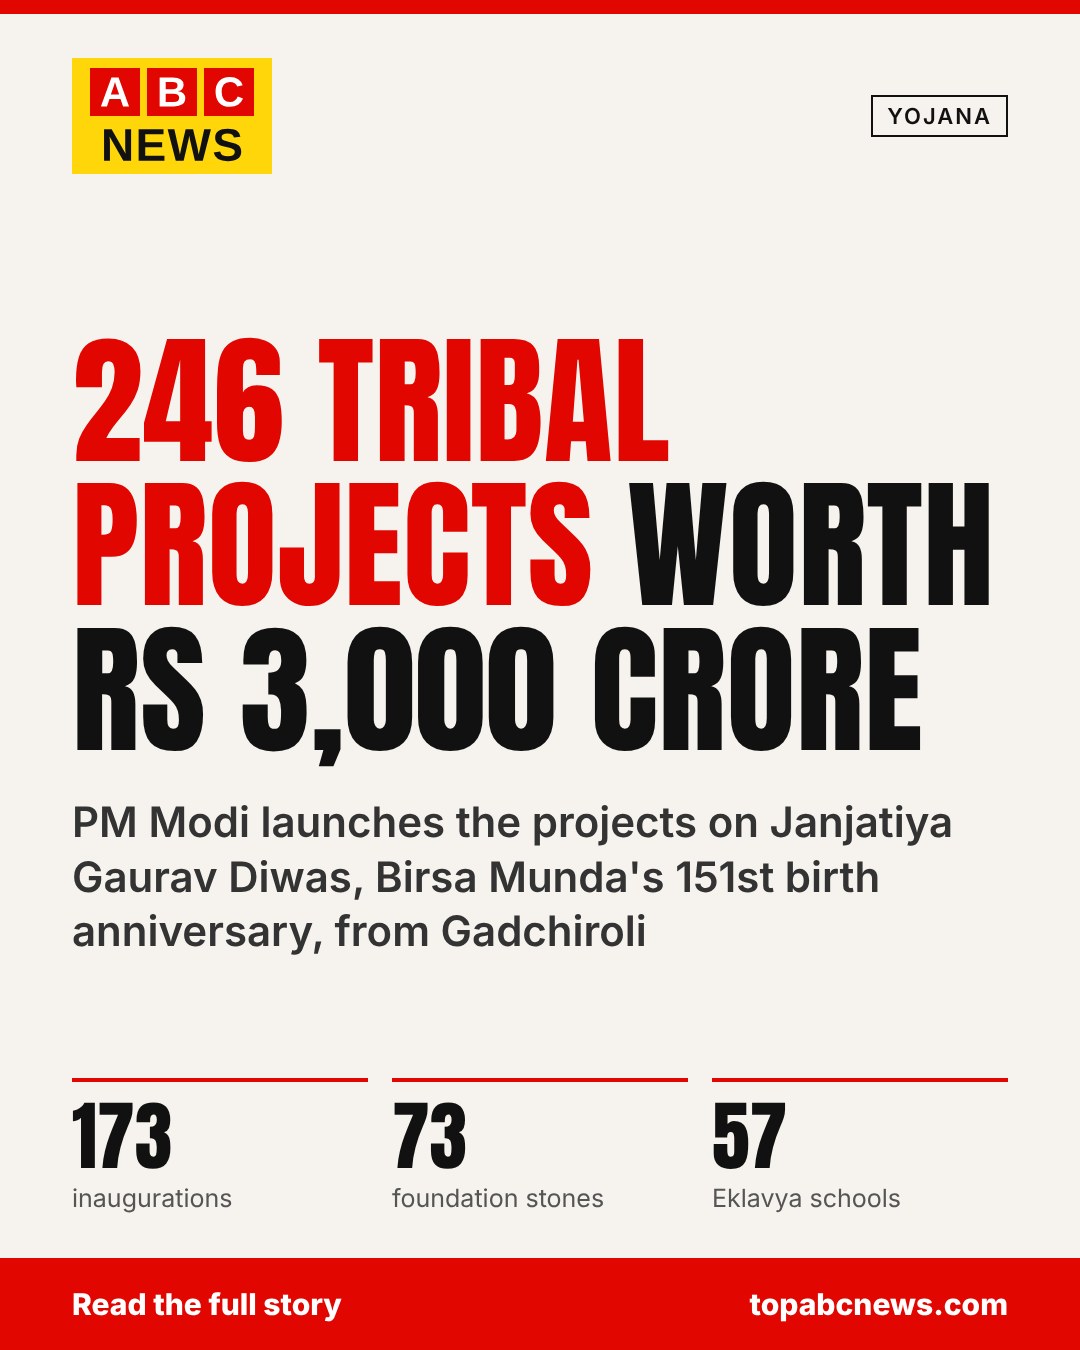 ABC
NEWS
YOJANA
246 TRIBAL
PROJECTS WORTH
RS 3,000 CRORE
PM Modi launches the projects on Janjatiya
Gaurav Diwas, Birsa Munda's 151st birth
anniversary, from Gadchiroli
173
inaugurations
73
foundation stones
57
Eklavya schools
Read the full story
topabcnews.com